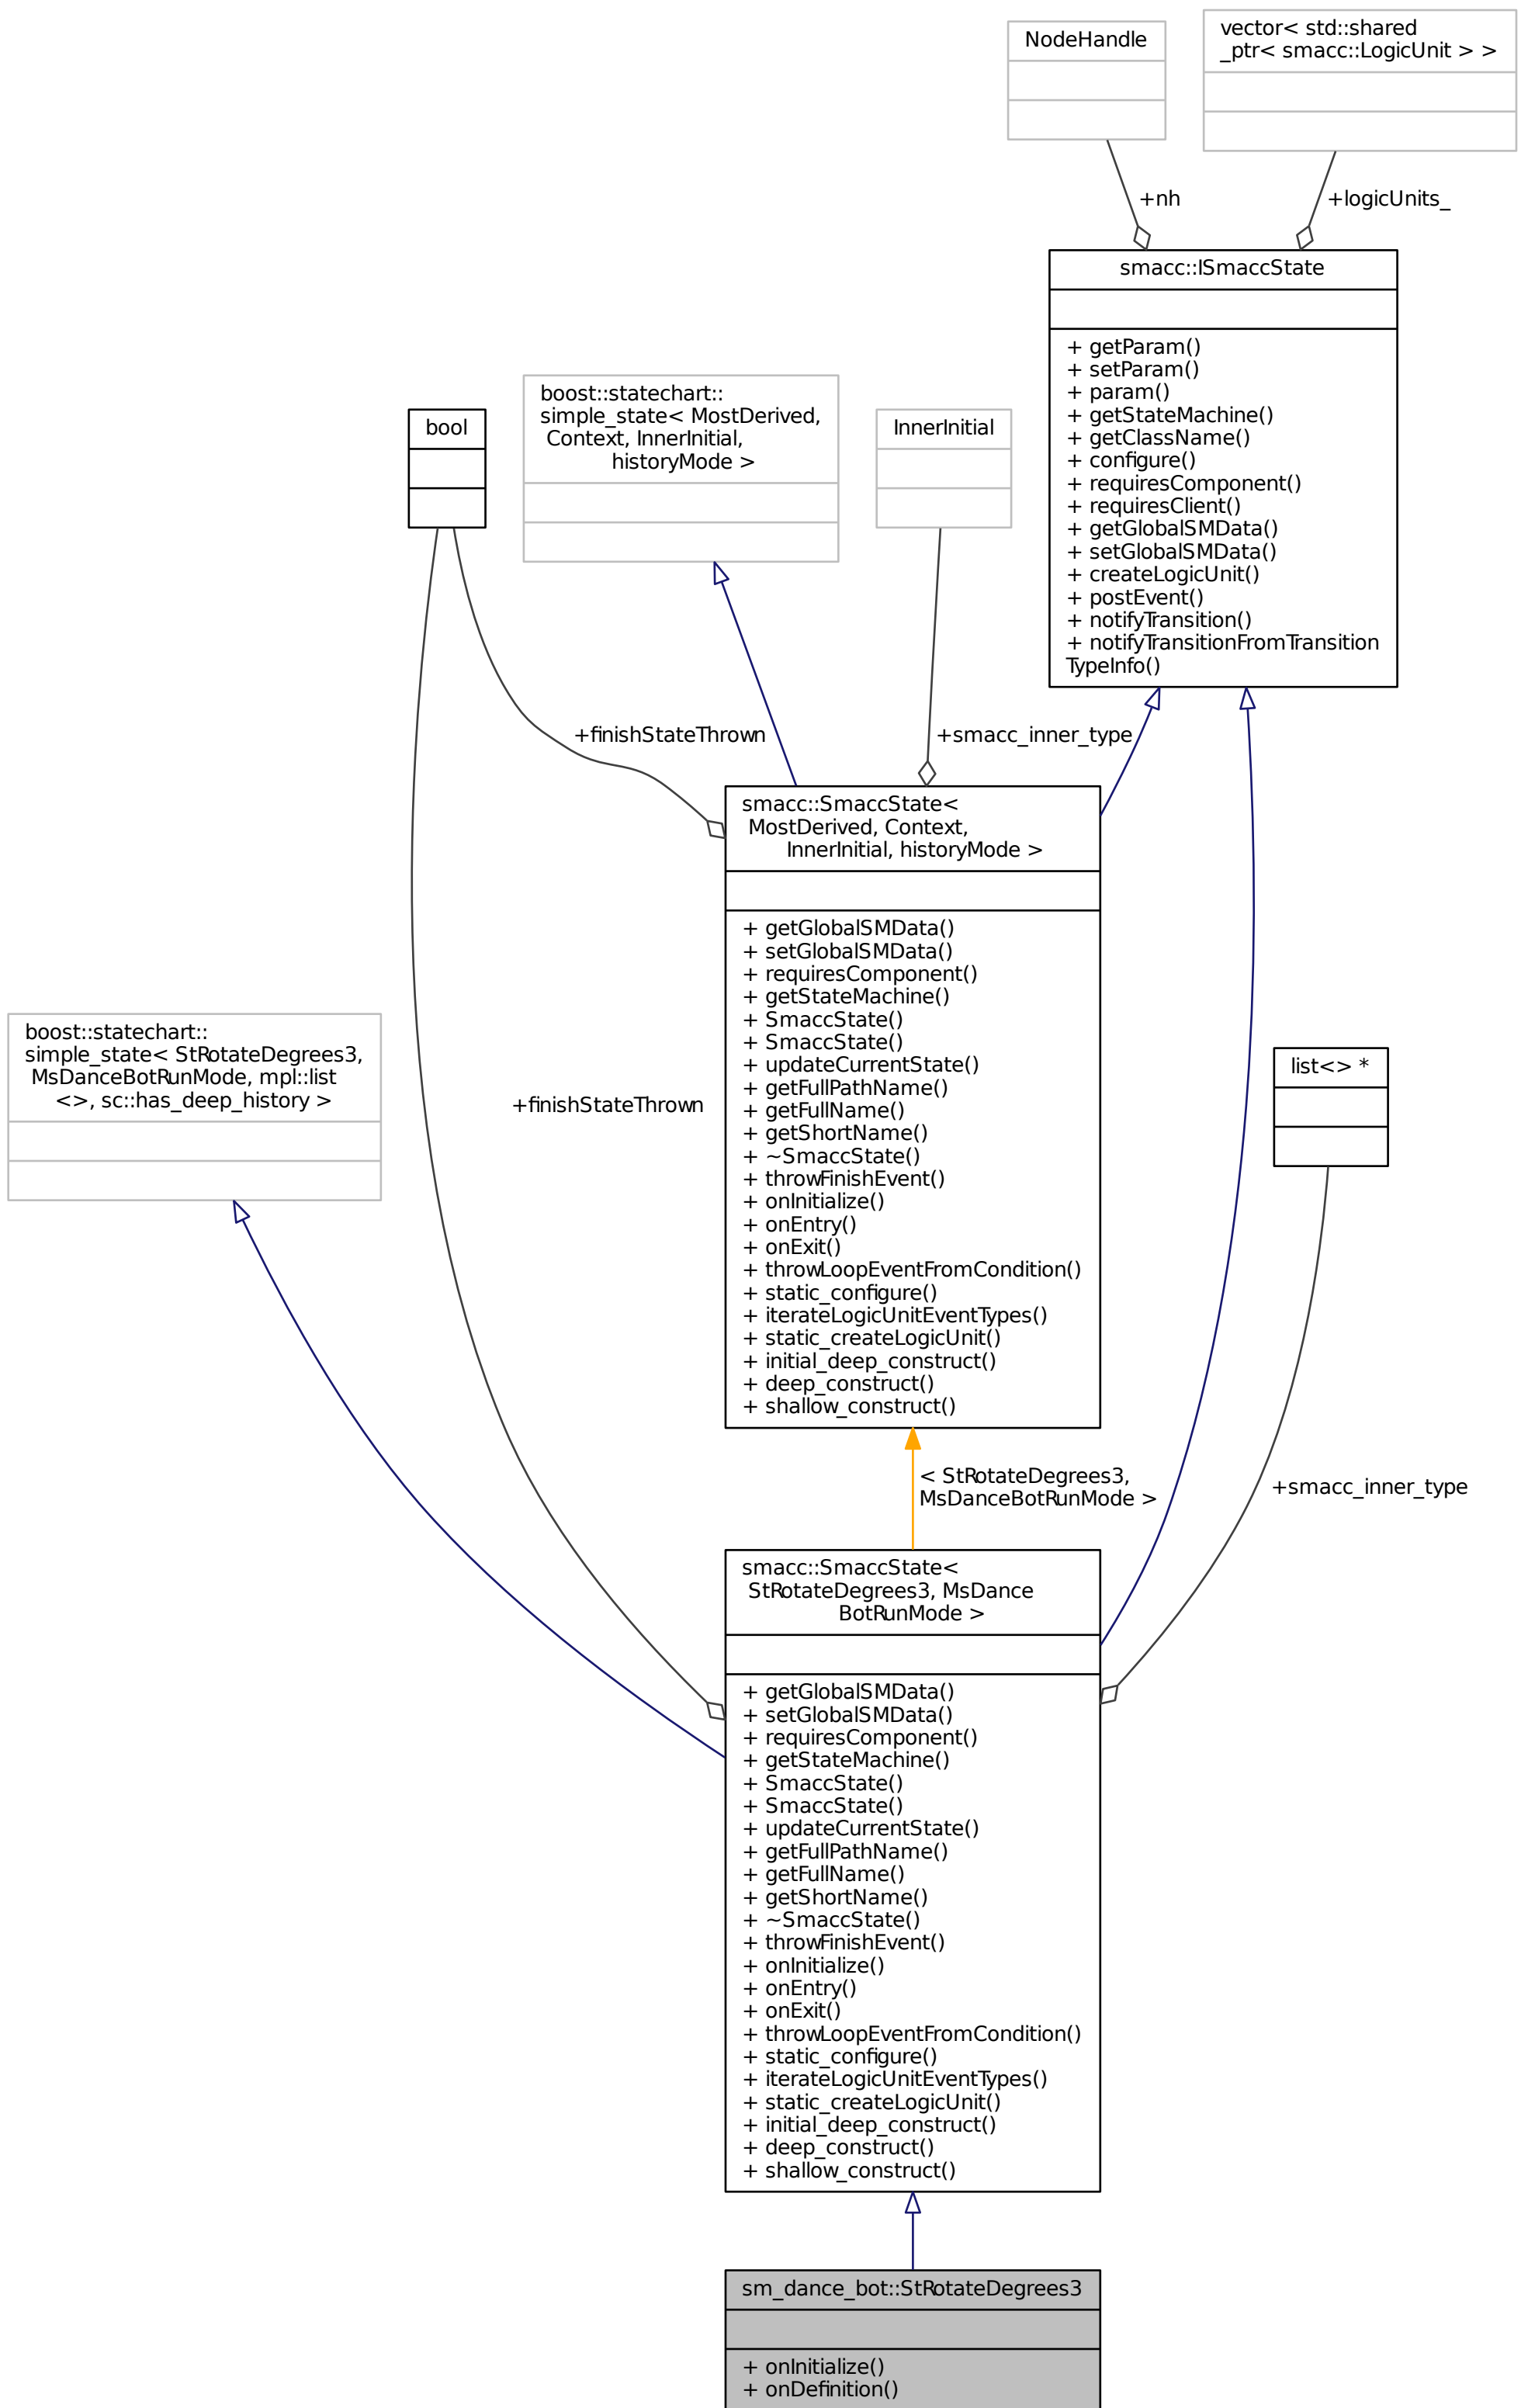 NodeHandle
vector< std::shared
_ptr< smacc::LogicUnit > >
+nh
+logicUnits_
smacc::ISmaccState
+ getParam()
+ setParam()
+ param()
+ getStateMachine()
+ getClassName()
+ configure()
+ requiresComponent()
+ requiresClient()
+ getGlobalSMData()
+ setGlobalSMData()
+ createLogicUnit()
+ postEvent()
+ notifyTransition()
+ notifyTransitionFromTransition
TypeInfo()
bool
boost::statechart::
simple_state< MostDerived,
Context, InnerInitial,
historyMode >
InnerInitial
+finishStateThrown
+smacc_inner_type
smacc::SmaccState<
MostDerived, Context,
InnerInitial, historyMode >
+ getGlobalSMData()
+ setGlobalSMData()
+ requiresComponent()
+ getStateMachine()
+ SmaccState()
+ SmaccState()
+ updateCurrentState()
+ getFullPathName()
+ getFullName()
+ getShortName()
+ ~SmaccState()
+ throwFinishEvent()
+ onInitialize()
+ onEntry()
+ onExit()
+ throwLoopEventFromCondition()
+ static_configure()
+ iterateLogicUnitEventTypes()
+ static_createLogicUnit()
+ initial_deep_construct()
+ deep_construct()
+ shallow_construct()
boost::statechart::
simple_state< StRotateDegrees3,
MsDanceBotRunMode, mpl::list
<>, sc::has_deep_history >
+finishStateThrown
list<> *
< StRotateDegrees3,
MsDanceBotRunMode >
+smacc_inner_type
smacc::SmaccState<
StRotateDegrees3, MsDance
BotRunMode >
+ getGlobalSMData()
+ setGlobalSMData()
+ requiresComponent()
+ getStateMachine()
+ SmaccState()
+ SmaccState()
+ updateCurrentState()
+ getFullPathName()
+ getFullName()
+ getShortName()
+ ~SmaccState()
+ throwFinishEvent()
+ onInitialize()
+ onEntry()
+ onExit()
+ throwLoopEventFromCondition()
+ static_configure()
+ iterateLogicUnitEventTypes()
+ static_createLogicUnit()
+ initial_deep_construct()
+ deep_construct()
+ shallow_construct()
sm_dance_bot::StRotateDegrees3
+ onInitialize()
+ onDefinition()